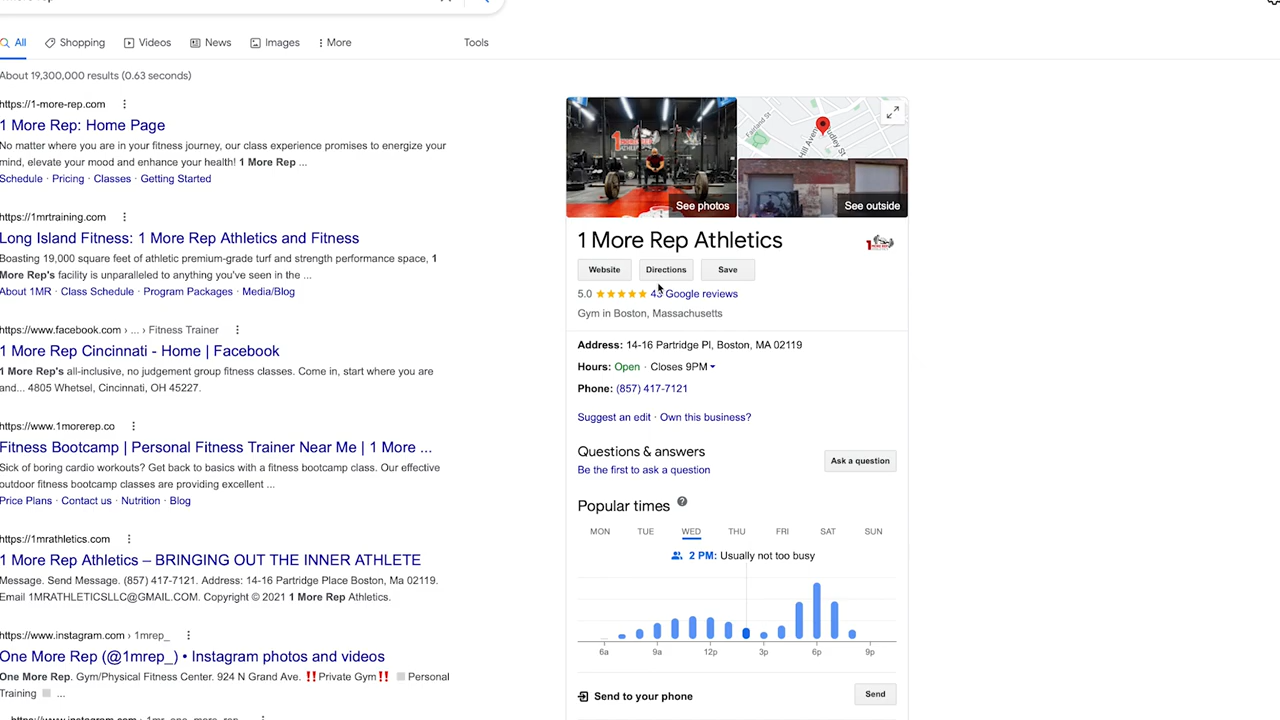 All
Shopping
Videos
News
Images
More
Tools
About 19,300,000 results (0.63 seconds)
https://1-more-rep.com
1 More Rep: Home Page
No matter where you are in your fitness journey, our class experience promises to energize your
mind, elevate your mood and enhance your health! 1 More Rep ...
Schedule · Pricing · Classes · Getting Started
https://1mrtraining.com
Long Island Fitness: 1 More Rep Athletics and Fitness
Boasting 19,000 square feet of athletic premium-grade turf and strength performance space, 1
More Rep's facility is unparalleled to anything you've seen in the ...
About 1MR · Class Schedule · Program Packages · Media/Blog
https://www.facebook.com › ... › Fitness Trainer
1 More Rep Cincinnati - Home | Facebook
1 More Rep's all-inclusive, no judgement group fitness classes. Come in, start where you are
and... 4805 Whetsel, Cincinnati, OH 45227.
https://www.1morerep.co
Fitness Bootcamp | Personal Fitness Trainer Near Me | 1 More ...
Sick of boring cardio workouts? Get back to basics with a fitness bootcamp class. Our effective
outdoor fitness bootcamp classes are providing excellent ...
Price Plans · Contact us · Nutrition · Blog
https://1mrathletics.com
1 More Rep Athletics – BRINGING OUT THE INNER ATHLETE
Message. Send Message. (857) 417-7121. Address: 14-16 Partridge Place Boston, Ma 02119.
Email 1MRATHLETICSLLC@GMAIL.COM. Copyright © 2021 1 More Rep Athletics.
https://www.instagram.com › 1mrep_
One More Rep (@1mrep_) • Instagram photos and videos
One More Rep. Gym/Physical Fitness Center. 924 N Grand Ave. ‼️Private Gym‼️ Personal
Training ...
See photos
Fairland St
Hill Ave
Dudley St
See outside
1 More Rep Athletics
Website
Directions
Save
5.0 43 Google reviews
Gym in Boston, Massachusetts
Address: 14-16 Partridge Pl, Boston, MA 02119
Hours: Open · Closes 9PM
Phone: (857) 417-7121
Suggest an edit · Own this business?
Questions & answers
Be the first to ask a question
Ask a question
Popular times
MON TUE WED THU FRI SAT SUN
2 PM: Usually not too busy
6a 9a 12p 3p 6p 9p
Send to your phone
Send